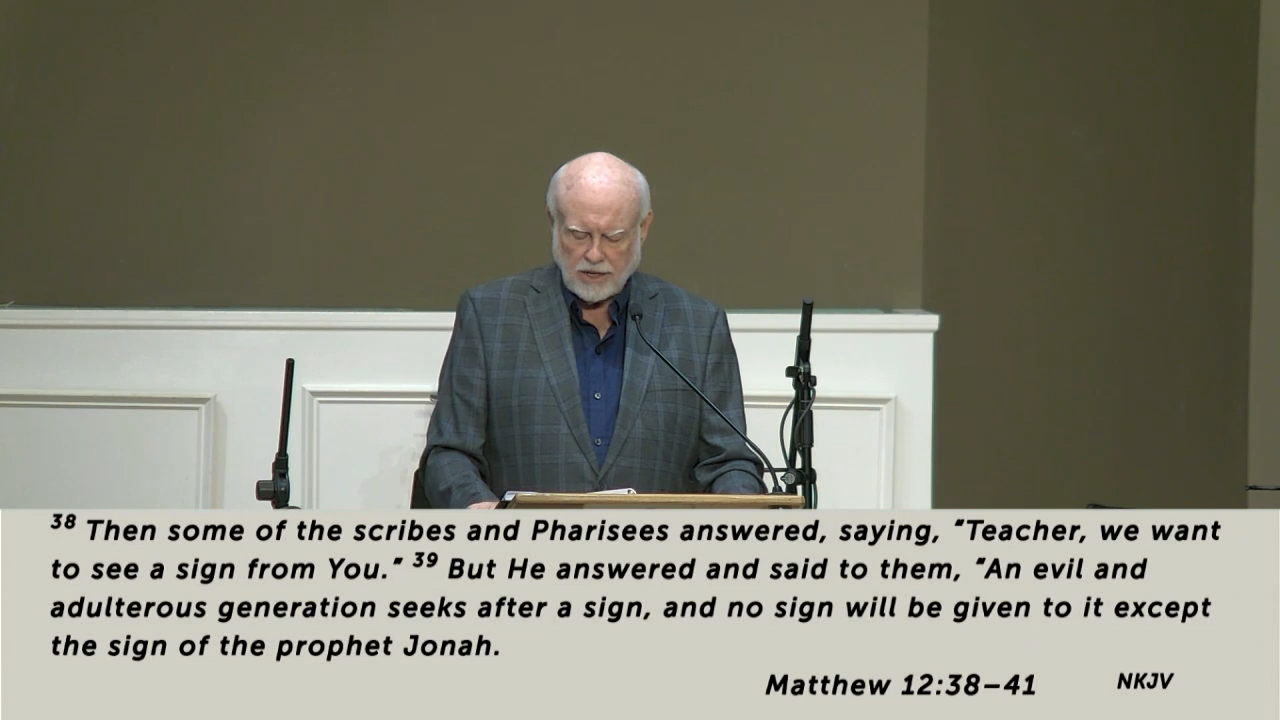 38 Then some of the scribes and Pharisees answered, saying, “Teacher, we want
to see a sign from You.” 39 But He answered and said to them, “An evil and
adulterous generation seeks after a sign, and no sign will be given to it except
the sign of the prophet Jonah.
Matthew 12:38–41 NKJV